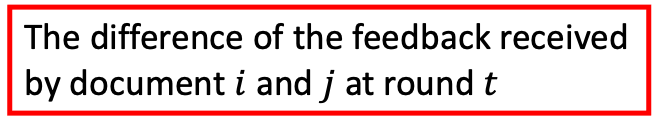 The difference of the feedback received
by document i and j at round t